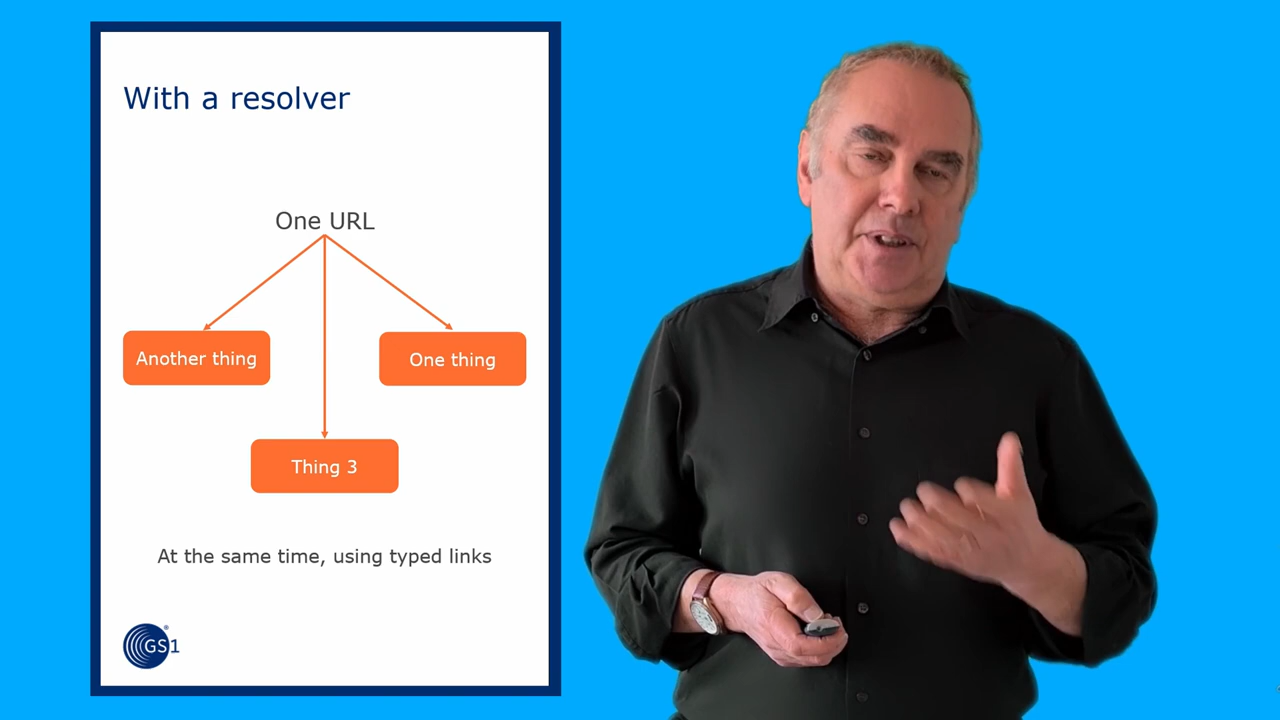 With a resolver
One URL
Another thing
One thing
Thing 3
At the same time, using typed links
GS1
®